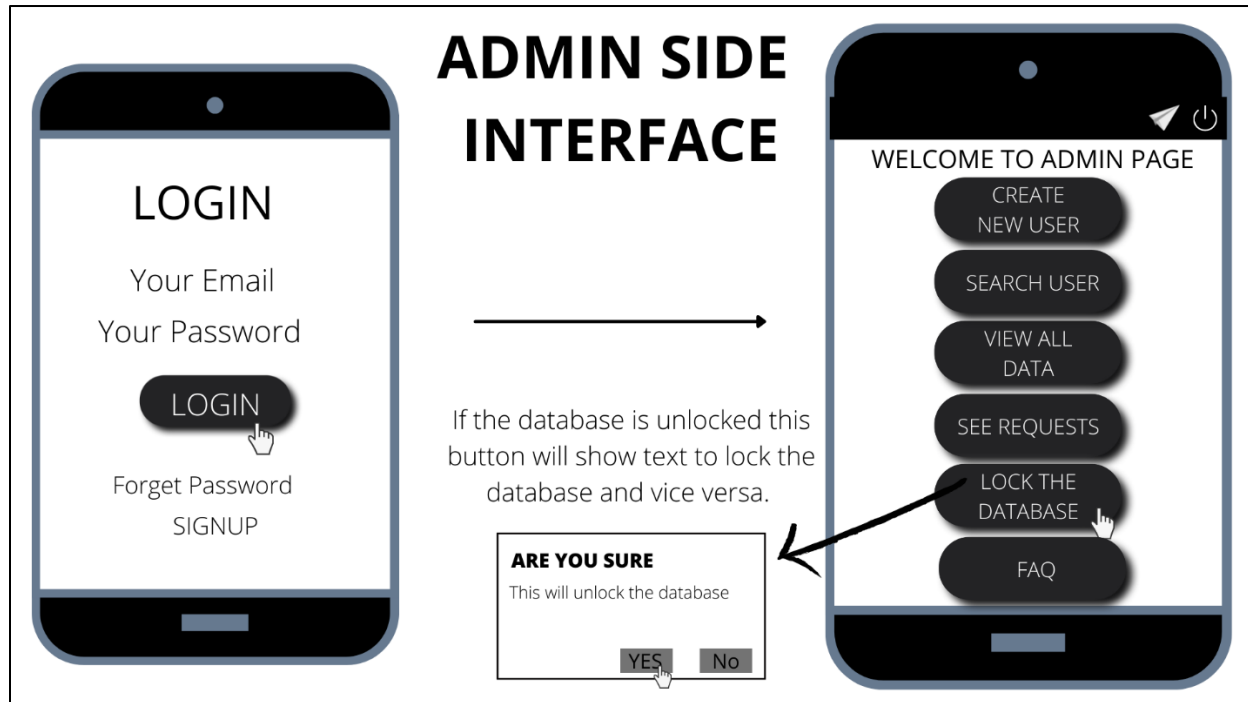 ADMIN SIDE
INTERFACE
LOGIN
Your Email
Your Password
LOGIN
Forget Password
SIGNUP
If the database is unlocked this
button will show text to lock the
database and vice versa.
ARE YOU SURE
This will unlock the database
YES
No
WELCOME TO ADMIN PAGE
CREATE
NEW USER
SEARCH USER
VIEW ALL
DATA
SEE REQUESTS
LOCK THE
DATABASE
FAQ